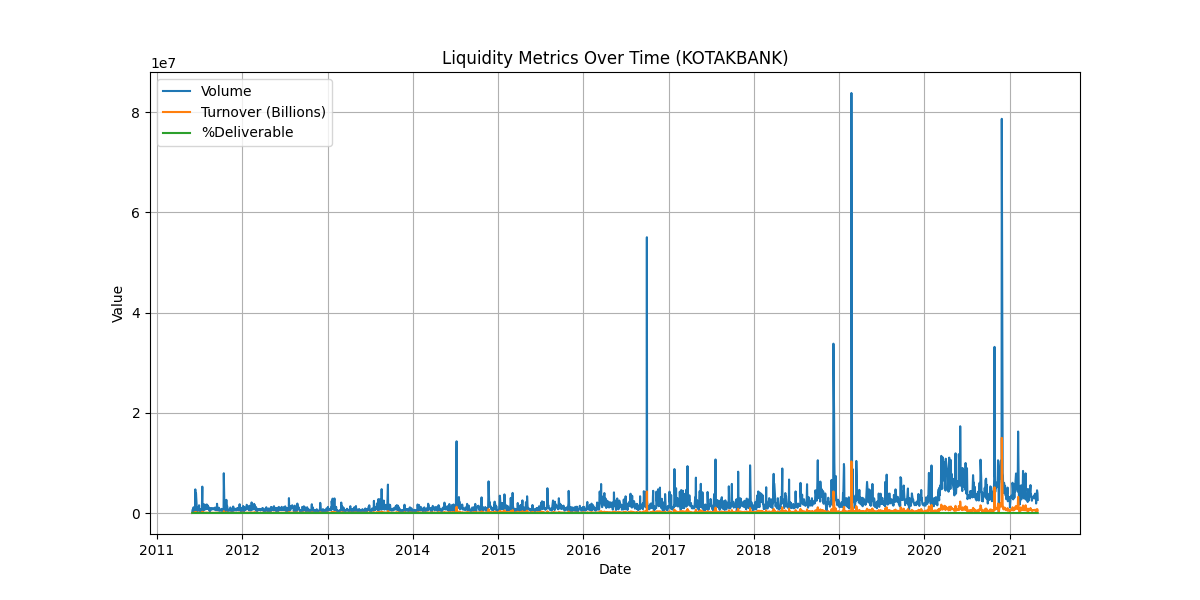 Liquidity Metrics Over Time (KOTAKBANK)
1e7
Volume
Turnover (Billions)
%Deliverable
8
6
4
2
0
Value
2011 2012 2013 2014 2015 2016 2017 2018 2019 2020 2021
Date